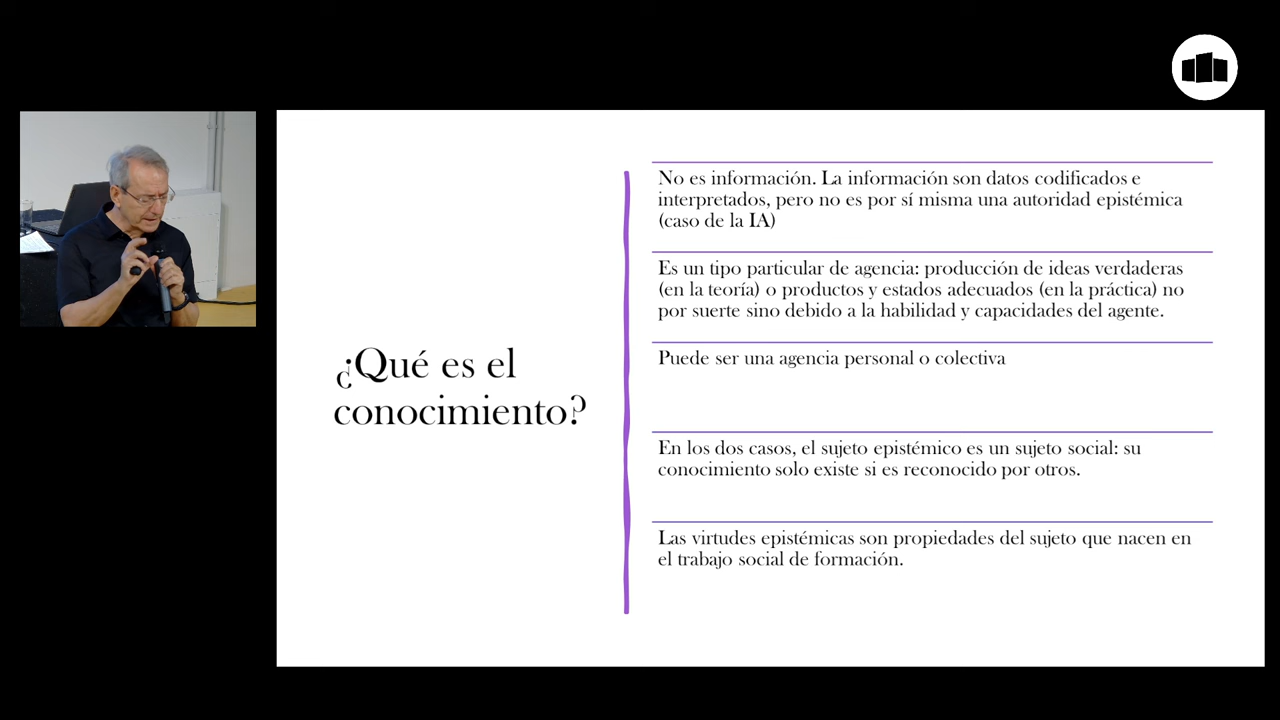 ¿Qué es el
conocimiento?
No es información. La información son datos codificados e
interpretados, pero no es por sí misma una autoridad epistémica
(caso de la IA)
Es un tipo particular de agencia: producción de ideas verdaderas
(en la teoría) o productos y estados adecuados (en la práctica) no
por suerte sino debido a la habilidad y capacidades del agente.
Puede ser una agencia personal o colectiva
En los dos casos, el sujeto epistémico es un sujeto social: su
conocimiento solo existe si es reconocido por otros.
Las virtudes epistémicas son propiedades del sujeto que nacen en
el trabajo social de formación.